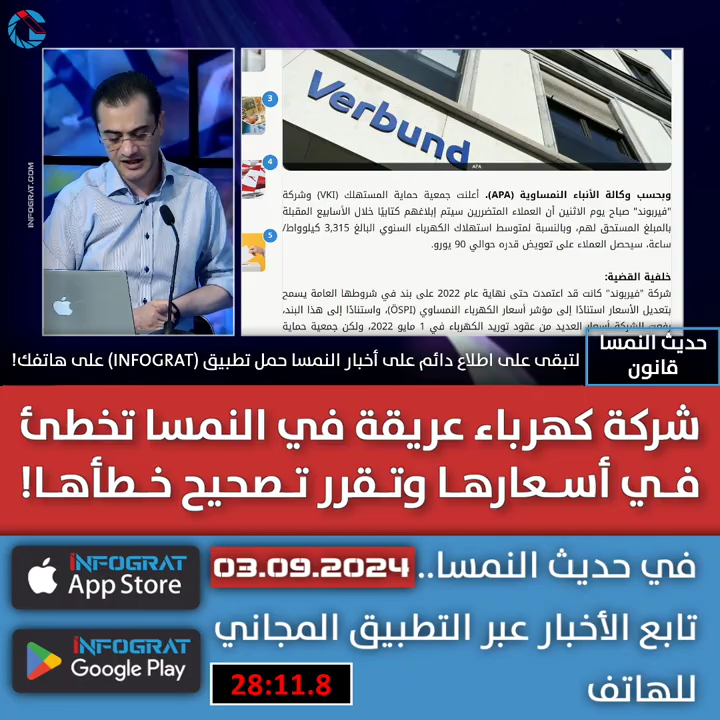 INFOGRAT.COM
3
4
5
Verbund
APA
وبحسب وكالة الأنباء النمساوية (APA)، أعلنت جمعية حماية المستهلك (VKI) وشركة
"فيربوند" صباح يوم الاثنين أن العملاء المتضررين سيتم إبلاغهم كتابيًا خلال الأسابيع المقبلة
بالمبلغ المستحق لهم، وبالنسبة لمتوسط استهلاك الكهرباء السنوي البالغ 3,315 كيلوواط/
ساعة، سيحصل العملاء على تعويض قدره حوالي 90 يورو.
خلفية القضية:
شركة "فيربوند" كانت قد اعتمدت حتى نهاية عام 2022 على بند في شروطها العامة يسمح
بتعديل الأسعار استنادًا إلى مؤشر أسعار الكهرباء النمساوي (ÖSPI)، واستنادًا إلى هذا البند،
رفعت الشركة أسعار العديد من عقود توريد الكهرباء في 1 مايو 2022، ولكن جمعية حماية
حديث النمسا
قانون
لتبقى على اطلاع دائم على أخبار النمسا حمل تطبيق (INFOGRAT) على هاتفك!
شركة كهرباء عريقة في النمسا تخطئ
في أسعارها وتقرر تصحيح خطأها!
في حديث النمسا.. 03.09.2024
تابع الأخبار عبر التطبيق المجاني
للهاتف
INFOGRAT
App Store
INFOGRAT
Google Play
28:11.8